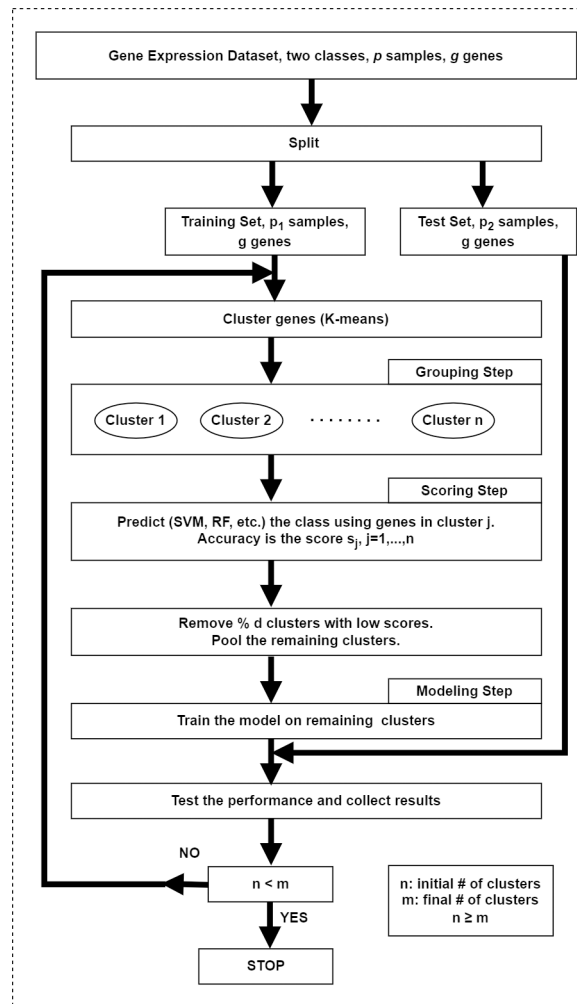 Gene Expression Dataset, two classes, p samples, g genes
Split
Training Set, p1 samples,
g genes
Test Set, p2 samples,
g genes
Cluster genes (K-means)
Grouping Step
Cluster 1
Cluster 2
. . . . . . . .
Cluster n
Scoring Step
Predict (SVM, RF, etc.) the class using genes in cluster j.
Accuracy is the score sj, j=1,...,n
Remove % d clusters with low scores.
Pool the remaining clusters.
Modeling Step
Train the model on remaining clusters
Test the performance and collect results
NO
n < m
YES
STOP
n: initial # of clusters
m: final # of clusters
n ≥ m